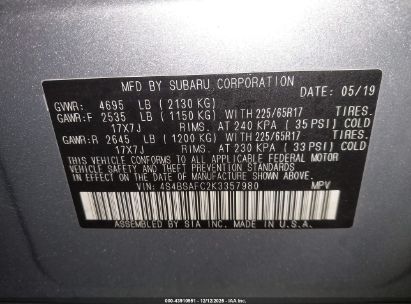 MFD BY SUBARU CORPORATION DATE: 05/19
GVWR: 4695 LB (2130 KG)
GAWR:F 2535 LB (1150 KG) WITH 225/65R17 TIRES.
17X7J RIMS. AT 240 KPA (35 PSI) COLD
GAWR:R 2645 LB (1200 KG) WITH 225/65R17 TIRES.
17X7J RIMS. AT 230 KPA (33 PSI) COLD
THIS VEHICLE CONFORMS TO ALL APPLICABLE FEDERAL MOTOR
VEHICLE SAFETY AND THEFT PREVENTION STANDARDS IN
EFFECT ON THE DATE OF MANUFACTURE SHOWN ABOVE.
VIN: 4S4BSAFC2K3357980 MPV
ASSEMBLED BY SIA INC. MADE IN U.S.A.
000-43910551 - 12/12/2025 - IAAI.COM